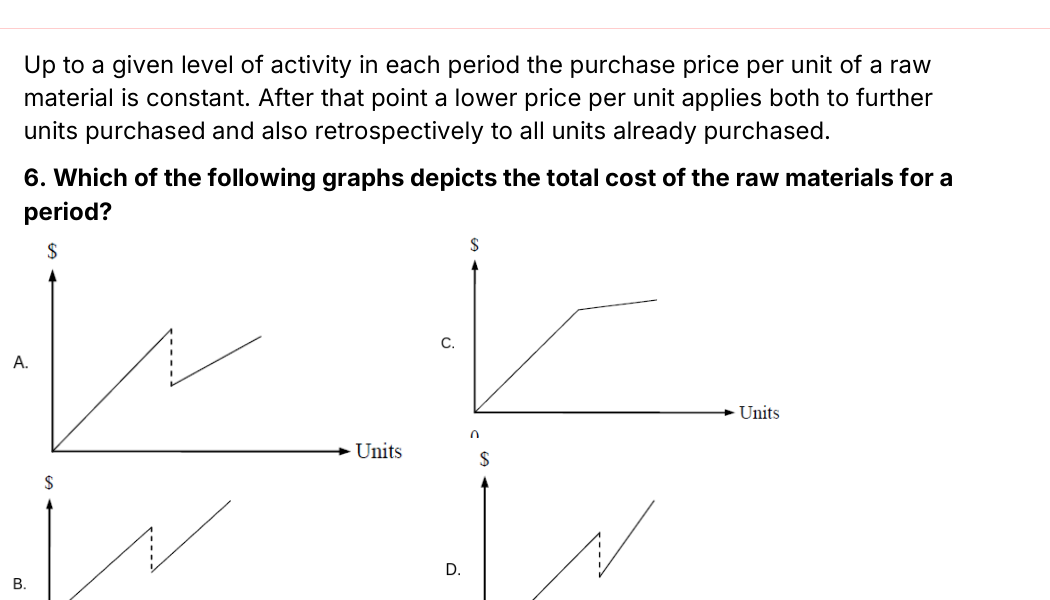 Up to a given level of activity in each period the purchase price per unit of a raw
material is constant. After that point a lower price per unit applies both to further
units purchased and also retrospectively to all units already purchased.
6. Which of the following graphs depicts the total cost of the raw materials for a
period?
$
A.
Units
$
C.
Units
0
$
B.
$
D.